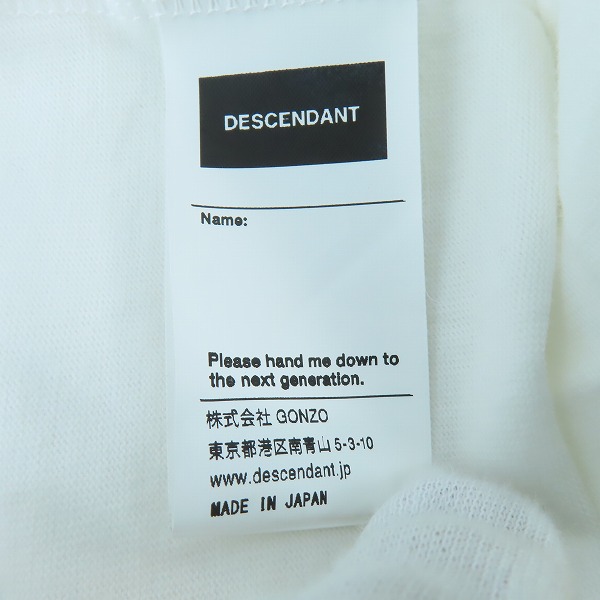 DESCENDANT
Name:
Please hand me down to
the next generation.
株式会社 GONZO
東京都港区南青山 5-3-10
www.descendant.jp
MADE IN JAPAN